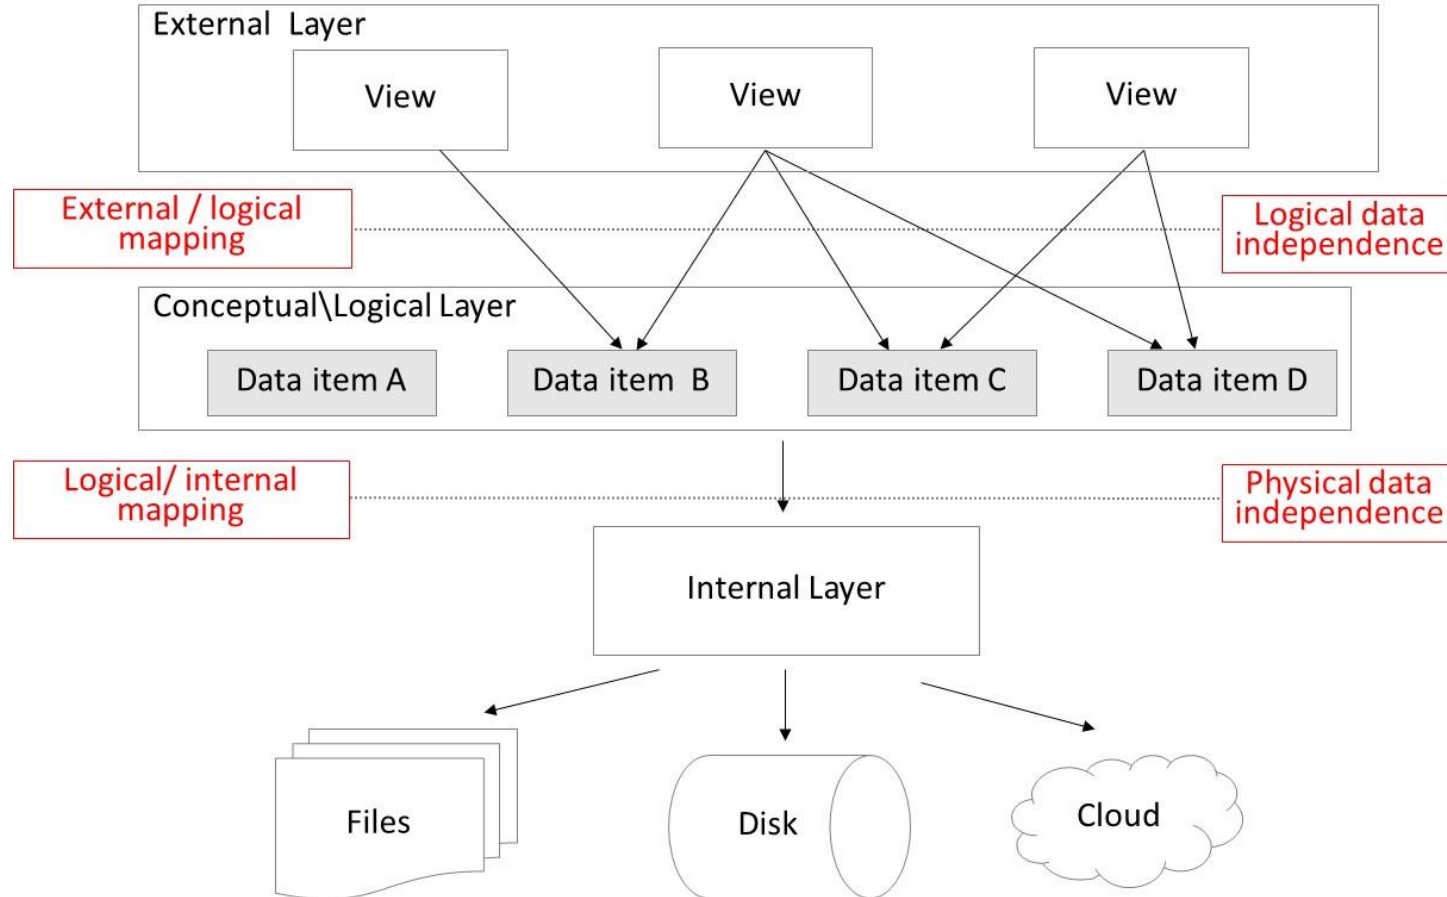 External Layer
View
View
View
External / logical
mapping
Logical data
independence
Conceptual\Logical Layer
Data item A
Data item B
Data item C
Data item D
Logical/ internal
mapping
Physical data
independence
Internal Layer
Files
Disk
Cloud